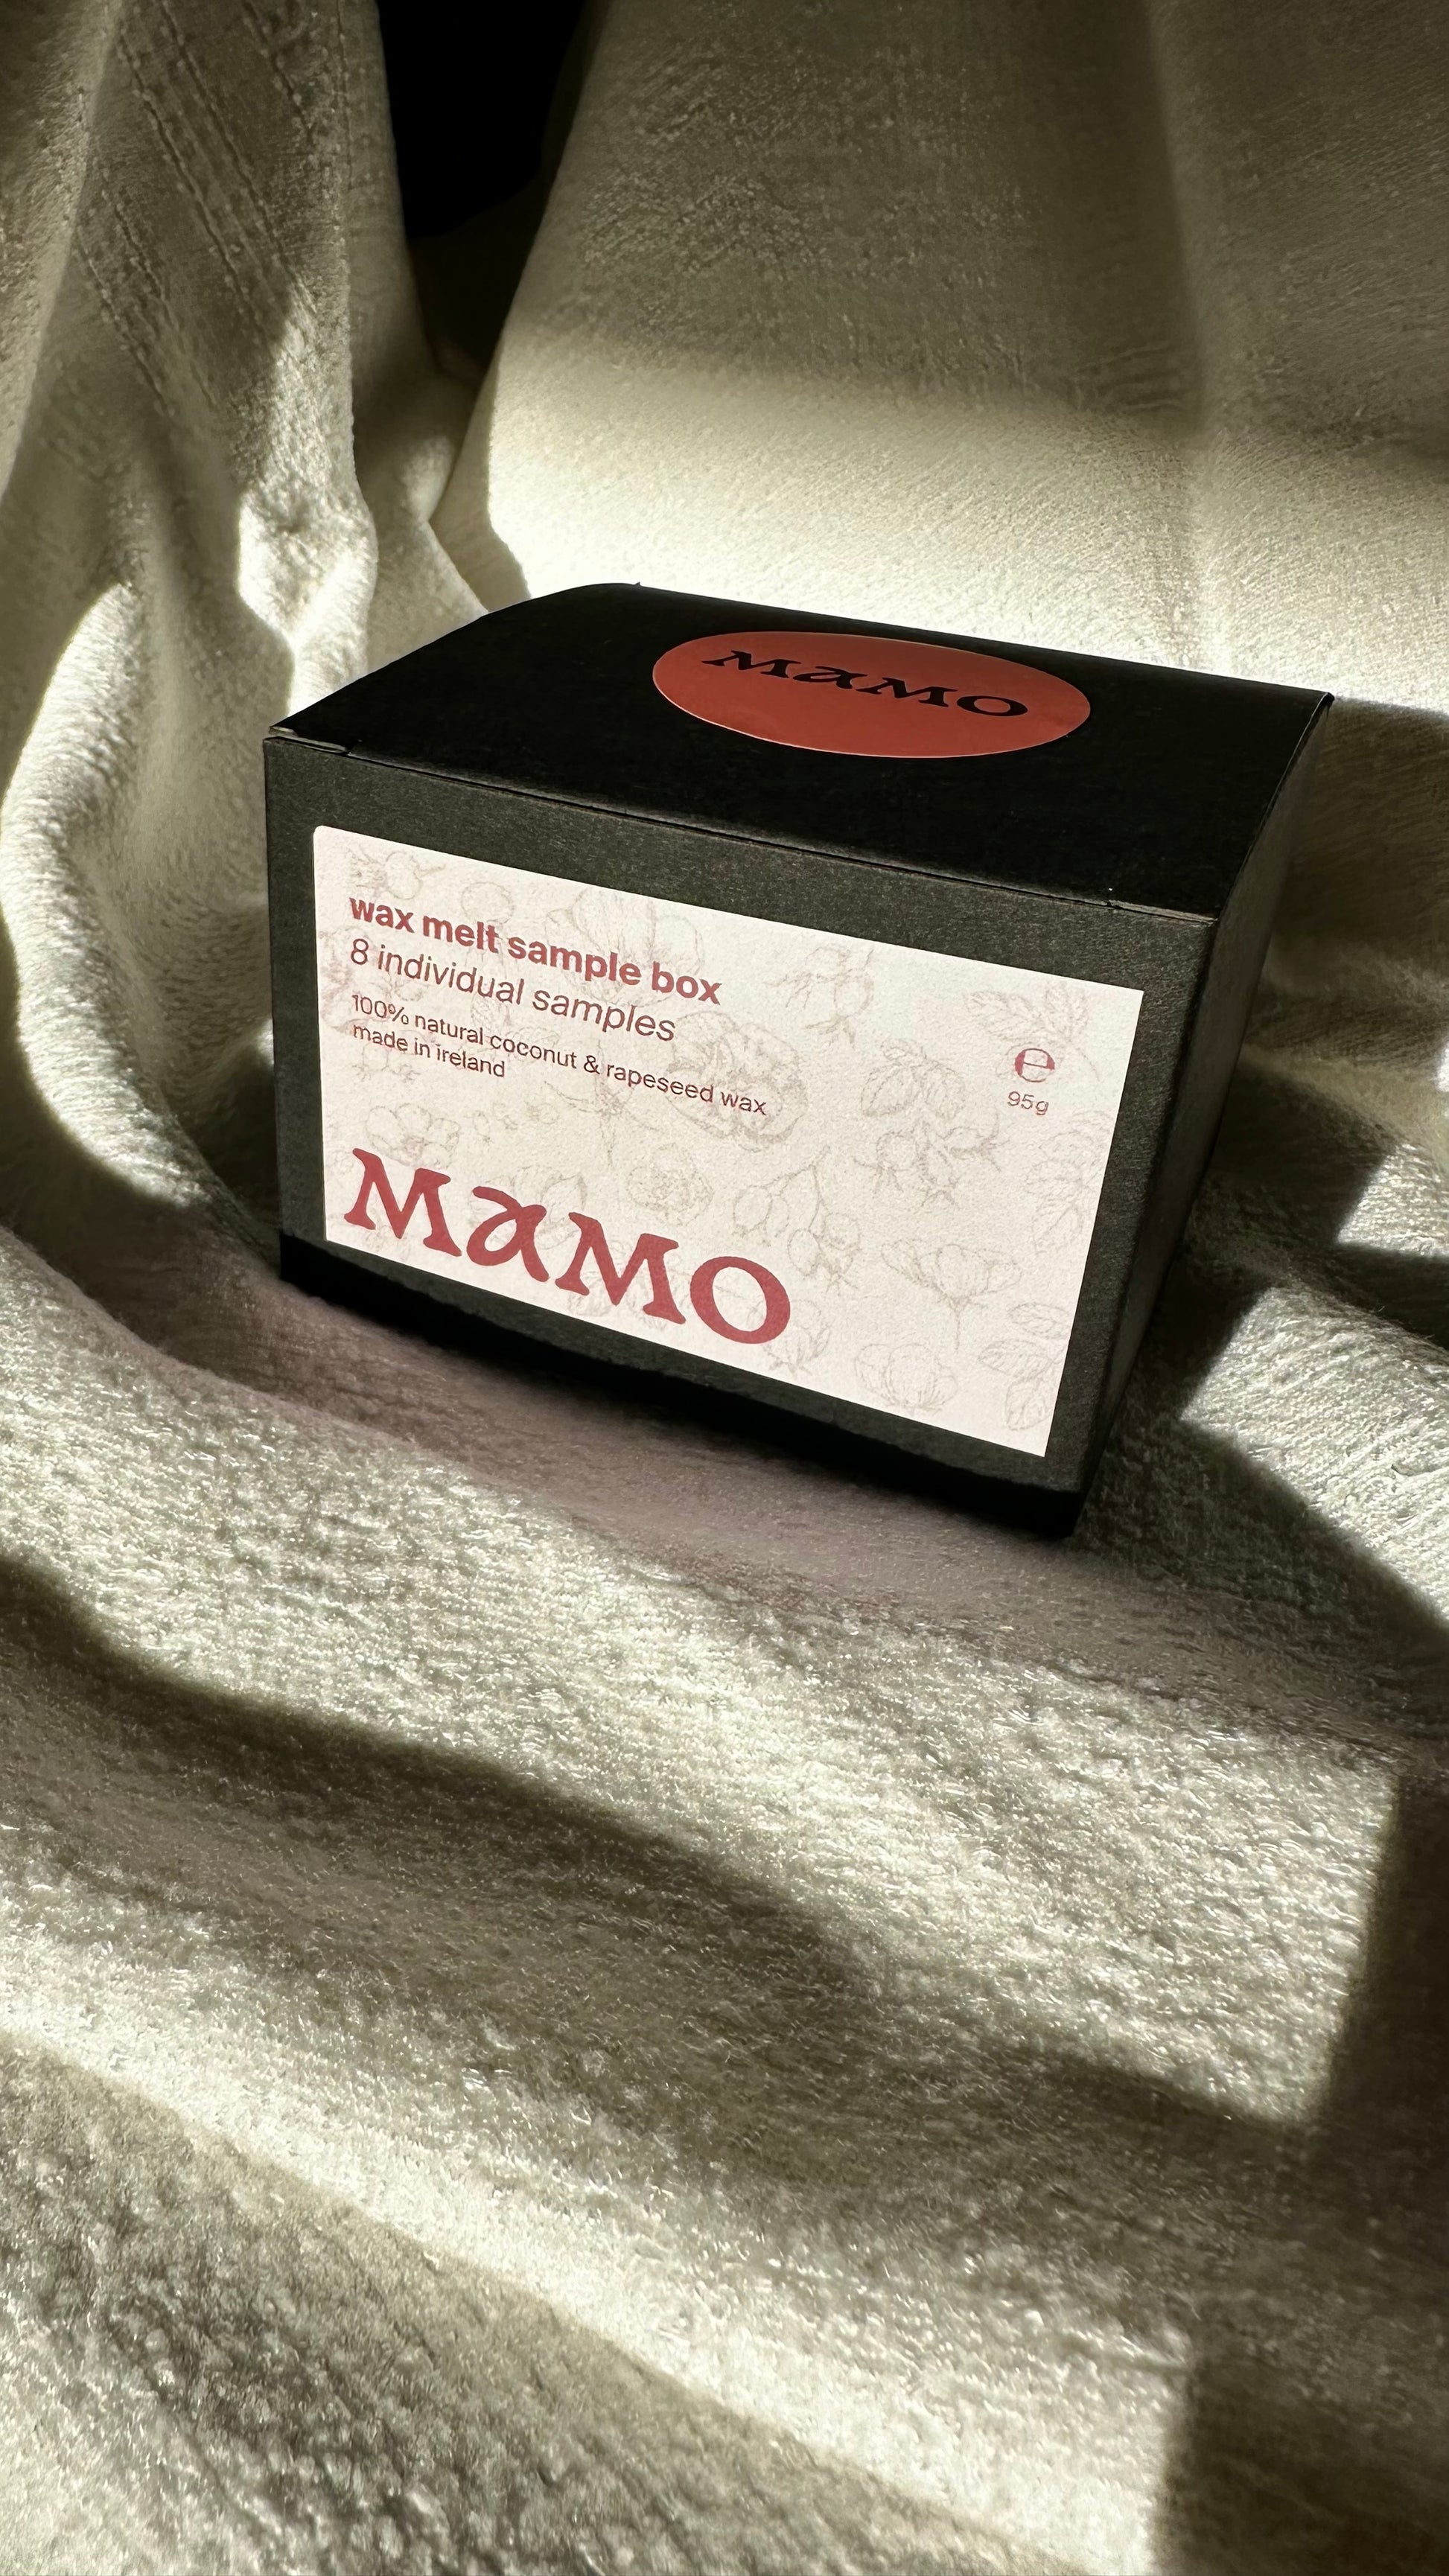 MaMO
wax melt sample box
8 individual samples
100% natural coconut & rapeseed wax
made in ireland
℮
95g
MaMO